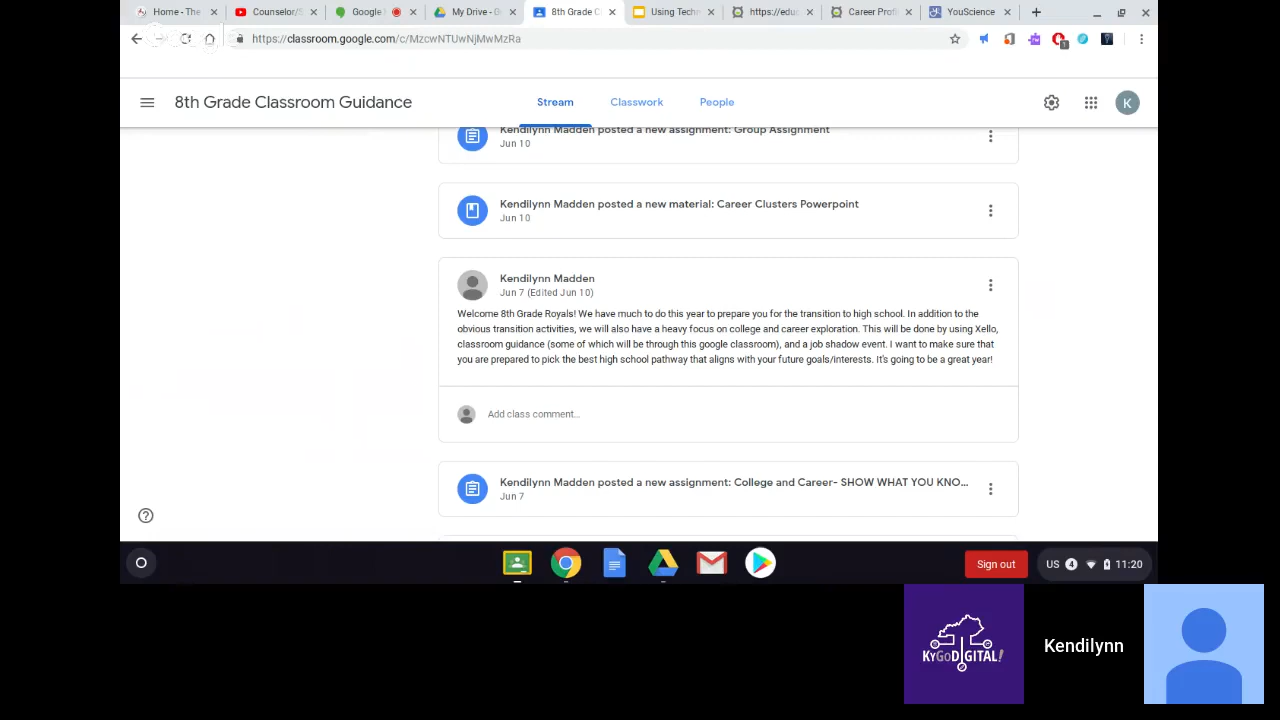 Home - The
Counselor/S
Google
My Drive - G
8th Grade C
Using Techn
https://edu
Career Profi
YouScience
https://classroom.google.com/c/MzcwNTUwNjMwMzRa
8th Grade Classroom Guidance
Stream
Classwork
People
K
Kendilynn Madden posted a new assignment: Group Assignment
Jun 10
Kendilynn Madden posted a new material: Career Clusters Powerpoint
Jun 10
Kendilynn Madden
Jun 7 (Edited Jun 10)
Welcome 8th Grade Royals! We have much to do this year to prepare you for the transition to high school. In addition to the
obvious transition activities, we will also have a heavy focus on college and career exploration. This will be done by using Xello,
classroom guidance (some of which will be through this google classroom), and a job shadow event. I want to make sure that
you are prepared to pick the best high school pathway that aligns with your future goals/interests. It's going to be a great year!
Add class comment...
Kendilynn Madden posted a new assignment: College and Career- SHOW WHAT YOU KNO...
Jun 7
Sign out
US 4 11:20
KyGoDIGITAL!
Kendilynn